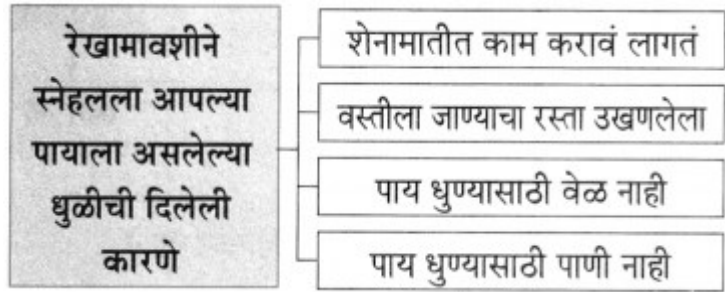 रेखामावशीने
स्नेहलला आपल्या
पायाला असलेल्या
धुळीची दिलेली
कारणे
शेनामातीत काम करावं लागतं
वस्तीला जाण्याचा रस्ता उखणलेला
पाय धुण्यासाठी वेळ नाही
पाय धुण्यासाठी पाणी नाही